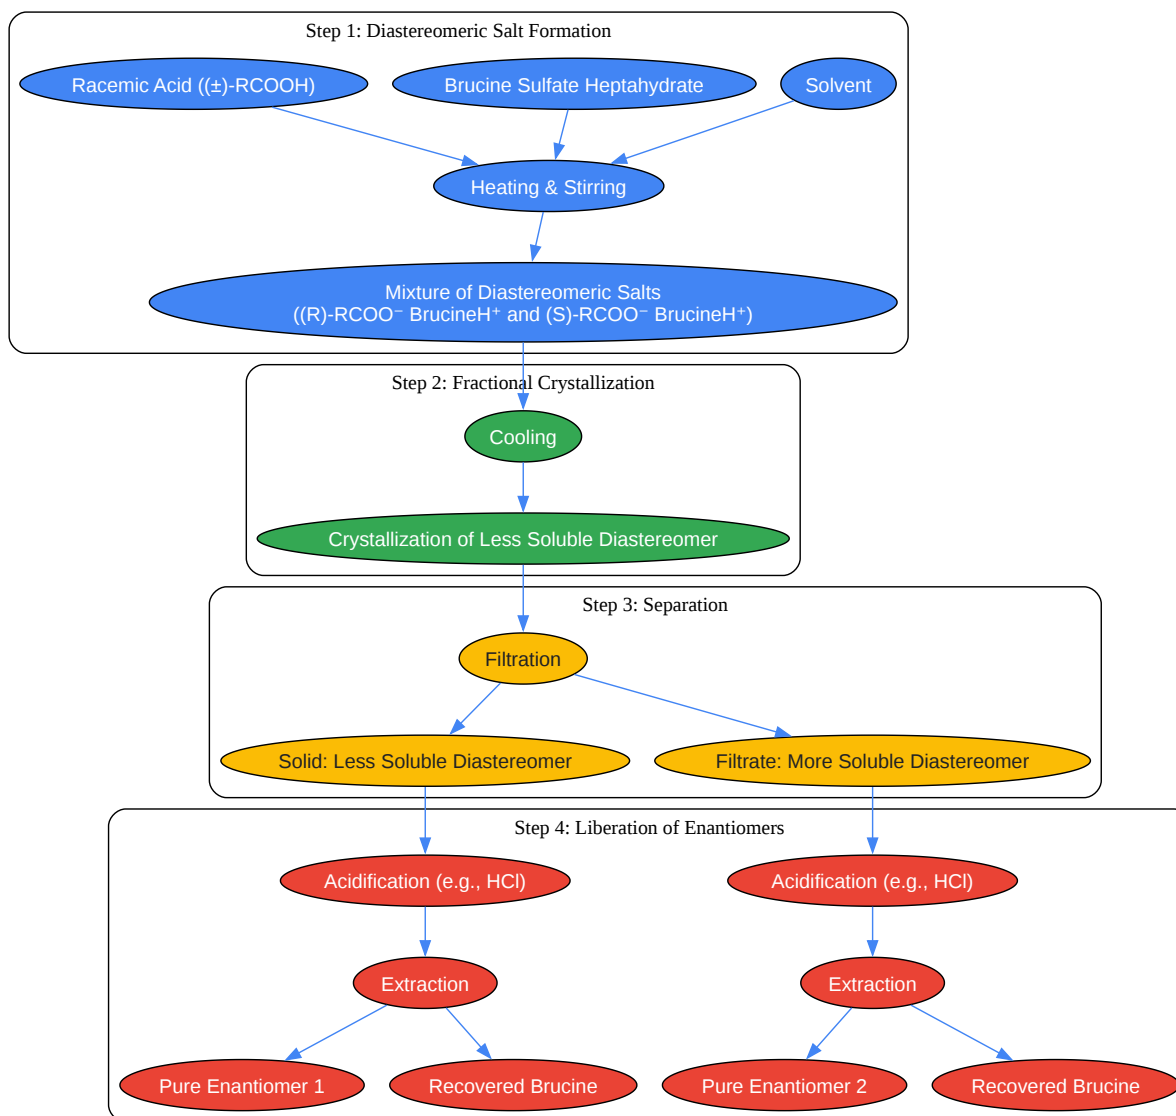 Step 1: Diastereomeric Salt Formation
Racemic Acid ((±)-RCOOH)
Brucine Sulfate Heptahydrate
Solvent
Heating & Stirring
Mixture of Diastereomeric Salts
((R)-RCOO⁻ BrucineH⁺ and (S)-RCOO⁻ BrucineH⁺)
Step 2: Fractional Crystallization
Cooling
Crystallization of Less Soluble Diastereomer
Step 3: Separation
Filtration
Solid: Less Soluble Diastereomer
Filtrate: More Soluble Diastereomer
Step 4: Liberation of Enantiomers
Acidification (e.g., HCl)
Acidification (e.g., HCl)
Extraction
Extraction
Pure Enantiomer 1
Recovered Brucine
Pure Enantiomer 2
Recovered Brucine